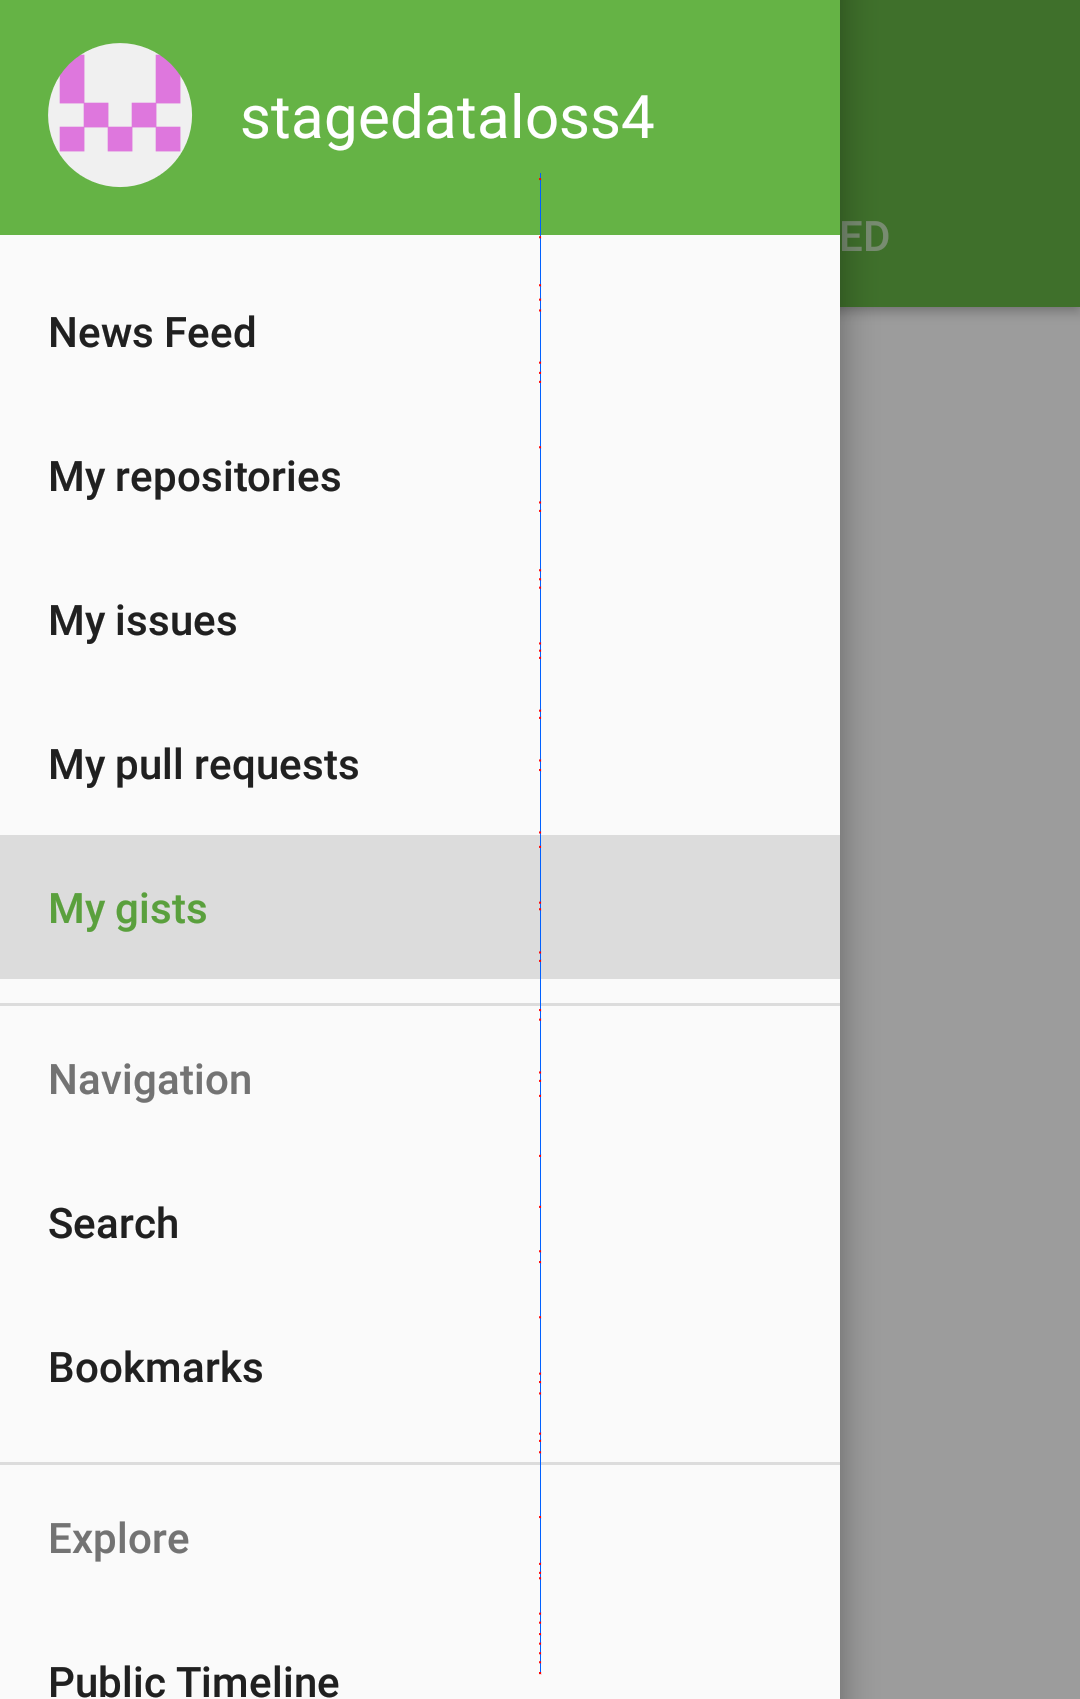 stagedataloss4
ED
News Feed
My repositories
My issues
My pull requests
My gists
Navigation
Search
Bookmarks
Explore
Public Timeline